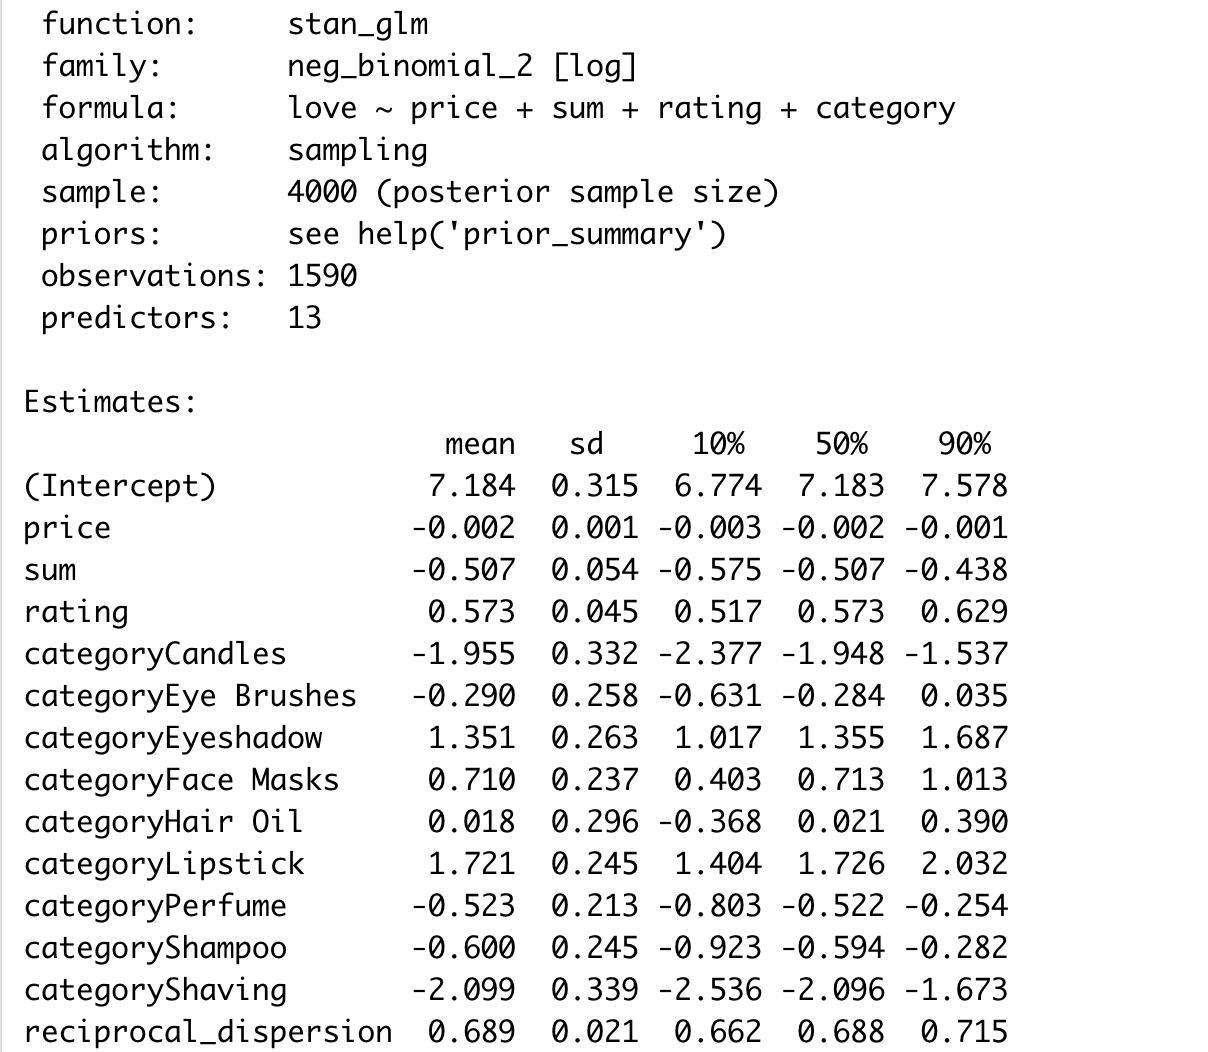 function: stan_glm
family: neg_binomial_2 [log]
formula: love ~ price + sum + rating + category
algorithm: sampling
sample: 4000 (posterior sample size)
priors: see help('prior_summary')
observations: 1590
predictors: 13
Estimates:
mean sd 10% 50% 90%
(Intercept) 7.184 0.315 6.774 7.183 7.578
price -0.002 0.001 -0.003 -0.002 -0.001
sum -0.507 0.054 -0.575 -0.507 -0.438
rating 0.573 0.045 0.517 0.573 0.629
categoryCandles -1.955 0.332 -2.377 -1.948 -1.537
categoryEye Brushes -0.290 0.258 -0.631 -0.284 0.035
categoryEyeshadow 1.351 0.263 1.017 1.355 1.687
categoryFace Masks 0.710 0.237 0.403 0.713 1.013
categoryHair Oil 0.018 0.296 -0.368 0.021 0.390
categoryLipstick 1.721 0.245 1.404 1.726 2.032
categoryPerfume -0.523 0.213 -0.803 -0.522 -0.254
categoryShampoo -0.600 0.245 -0.923 -0.594 -0.282
categoryShaving -2.099 0.339 -2.536 -2.096 -1.673
reciprocal_dispersion 0.689 0.021 0.662 0.688 0.715